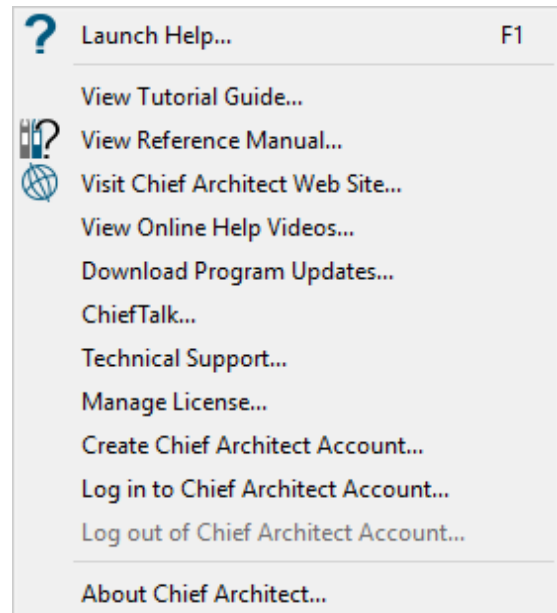 Launch Help... F1
View Tutorial Guide...
View Reference Manual...
Visit Chief Architect Web Site...
View Online Help Videos...
Download Program Updates...
ChiefTalk...
Technical Support...
Manage License...
Create Chief Architect Account...
Log in to Chief Architect Account...
Log out of Chief Architect Account...
About Chief Architect...